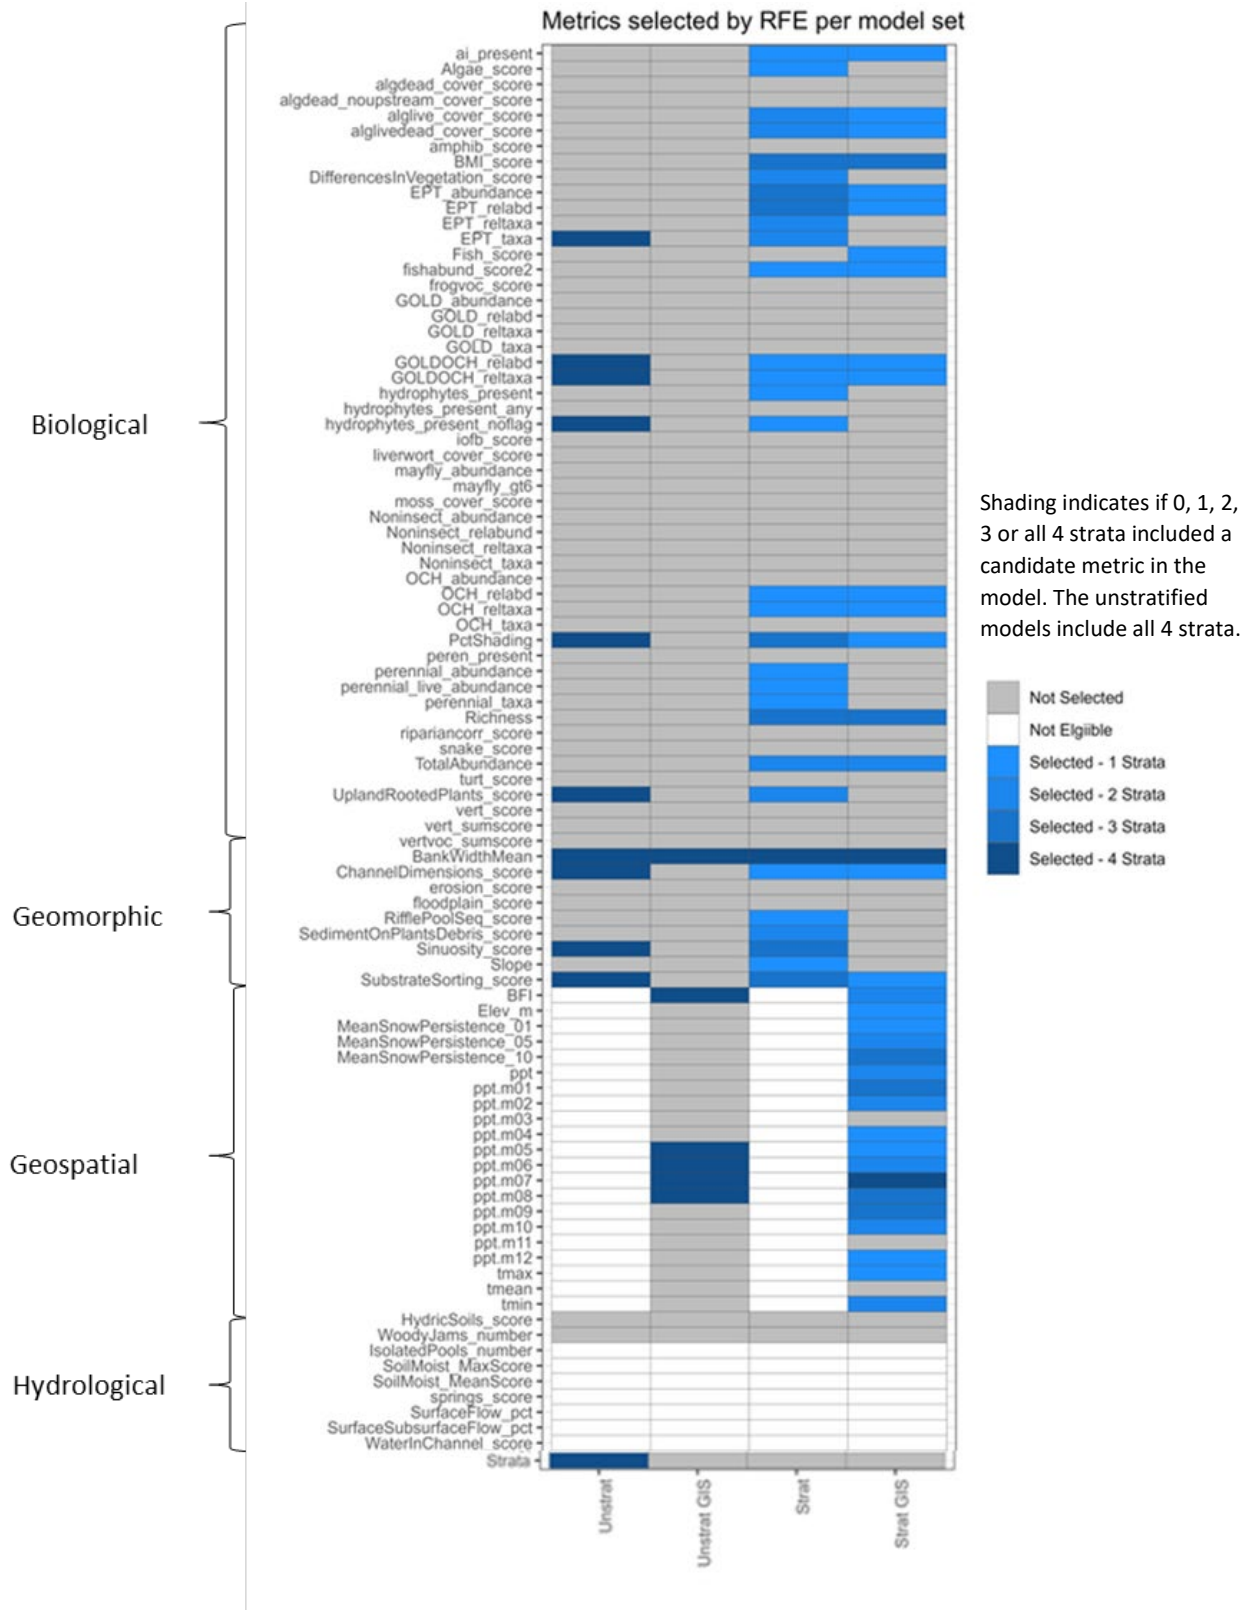 Metrics selected by RFE per model set
Biological
ai_present
Algae_score
algdead_cover_score
algdead_noupstream_cover_score
alglive_cover_score
alglivedead_cover_score
amphib_score
BMI_score
DifferencesInVegetation_score
EPT_abundance
EPT_relabd
EPT_reltaxa
EPT_taxa
Fish_score
fishabund_score2
frogvoc_score
GOLD_abundance
GOLD_relabd
GOLD_reltaxa
GOLD_taxa
GOLDOCH_relabd
GOLDOCH_reltaxa
hydrophytes_present
hydrophytes_present_any
hydrophytes_present_noflag
iofb_score
liverwort_cover_score
mayfly_abundance
mayfly_gt6
moss_cover_score
Noninsect_abundance
Noninsect_relabund
Noninsect_reltaxa
Noninsect_taxa
OCH_abundance
OCH_relabd
OCH_reltaxa
OCH_taxa
PctShading
peren_present
perennial_abundance
perennial_live_abundance
perennial_taxa
Richness
ripariancorr_score
snake_score
TotalAbundance
turt_score
UplandRootedPlants_score
vert_score
vert_sumscore
vertvoc_sumscore
Geomorphic
BankWidthMean
ChannelDimensions_score
erosion_score
floodplain_score
RifflePoolSeq_score
SedimentOnPlantsDebris_score
Sinuosity_score
Slope
SubstrateSorting_score
Geospatial
BFI
Elev_m
MeanSnowPersistence_01
MeanSnowPersistence_05
MeanSnowPersistence_10
ppt
ppt.m01
ppt.m02
ppt.m03
ppt.m04
ppt.m05
ppt.m06
ppt.m07
ppt.m08
ppt.m09
ppt.m10
ppt.m11
ppt.m12
tmax
tmean
tmin
Hydrological
HydricSoils_score
WoodyJams_number
IsolatedPools_number
SoilMoist_MaxScore
SoilMoist_MeanScore
springs_score
SurfaceFlow_pct
SurfaceSubsurfaceFlow_pct
WaterInChannel_score
Strata
Unstrat
Unstrat GIS
Strat
Strat GIS
Shading indicates if 0, 1, 2,
3 or all 4 strata included a
candidate metric in the
model. The unstratified
models include all 4 strata.
Not Selected
Not Elgiible
Selected - 1 Strata
Selected - 2 Strata
Selected - 3 Strata
Selected - 4 Strata